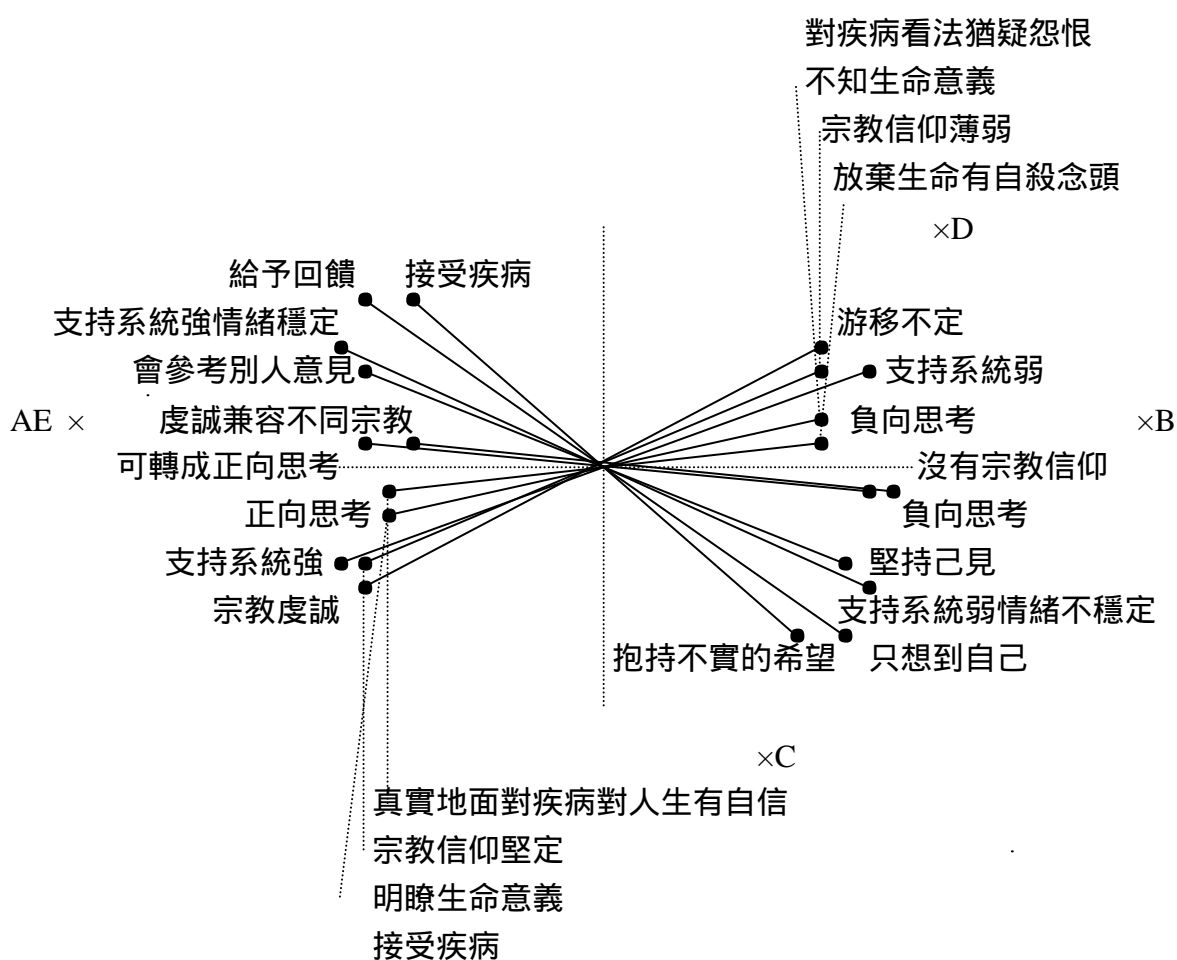 對疾病看法猶疑怨恨
不知生命意義
宗教信仰薄弱
放棄生命有自殺念頭
×D
給予回饋 接受疾病
支持系統強情緒穩定 游移不定
會參考別人意見 支持系統弱
AE × 虔誠兼容不同宗教 負向思考 ×B
可轉成正向思考 沒有宗教信仰
正向思考 負向思考
支持系統強 堅持己見
宗教虔誠 支持系統弱情緒不穩定
抱持不實的希望 只想到自己
×C
真實地面對疾病對人生有自信
宗教信仰堅定
明瞭生命意義
接受疾病